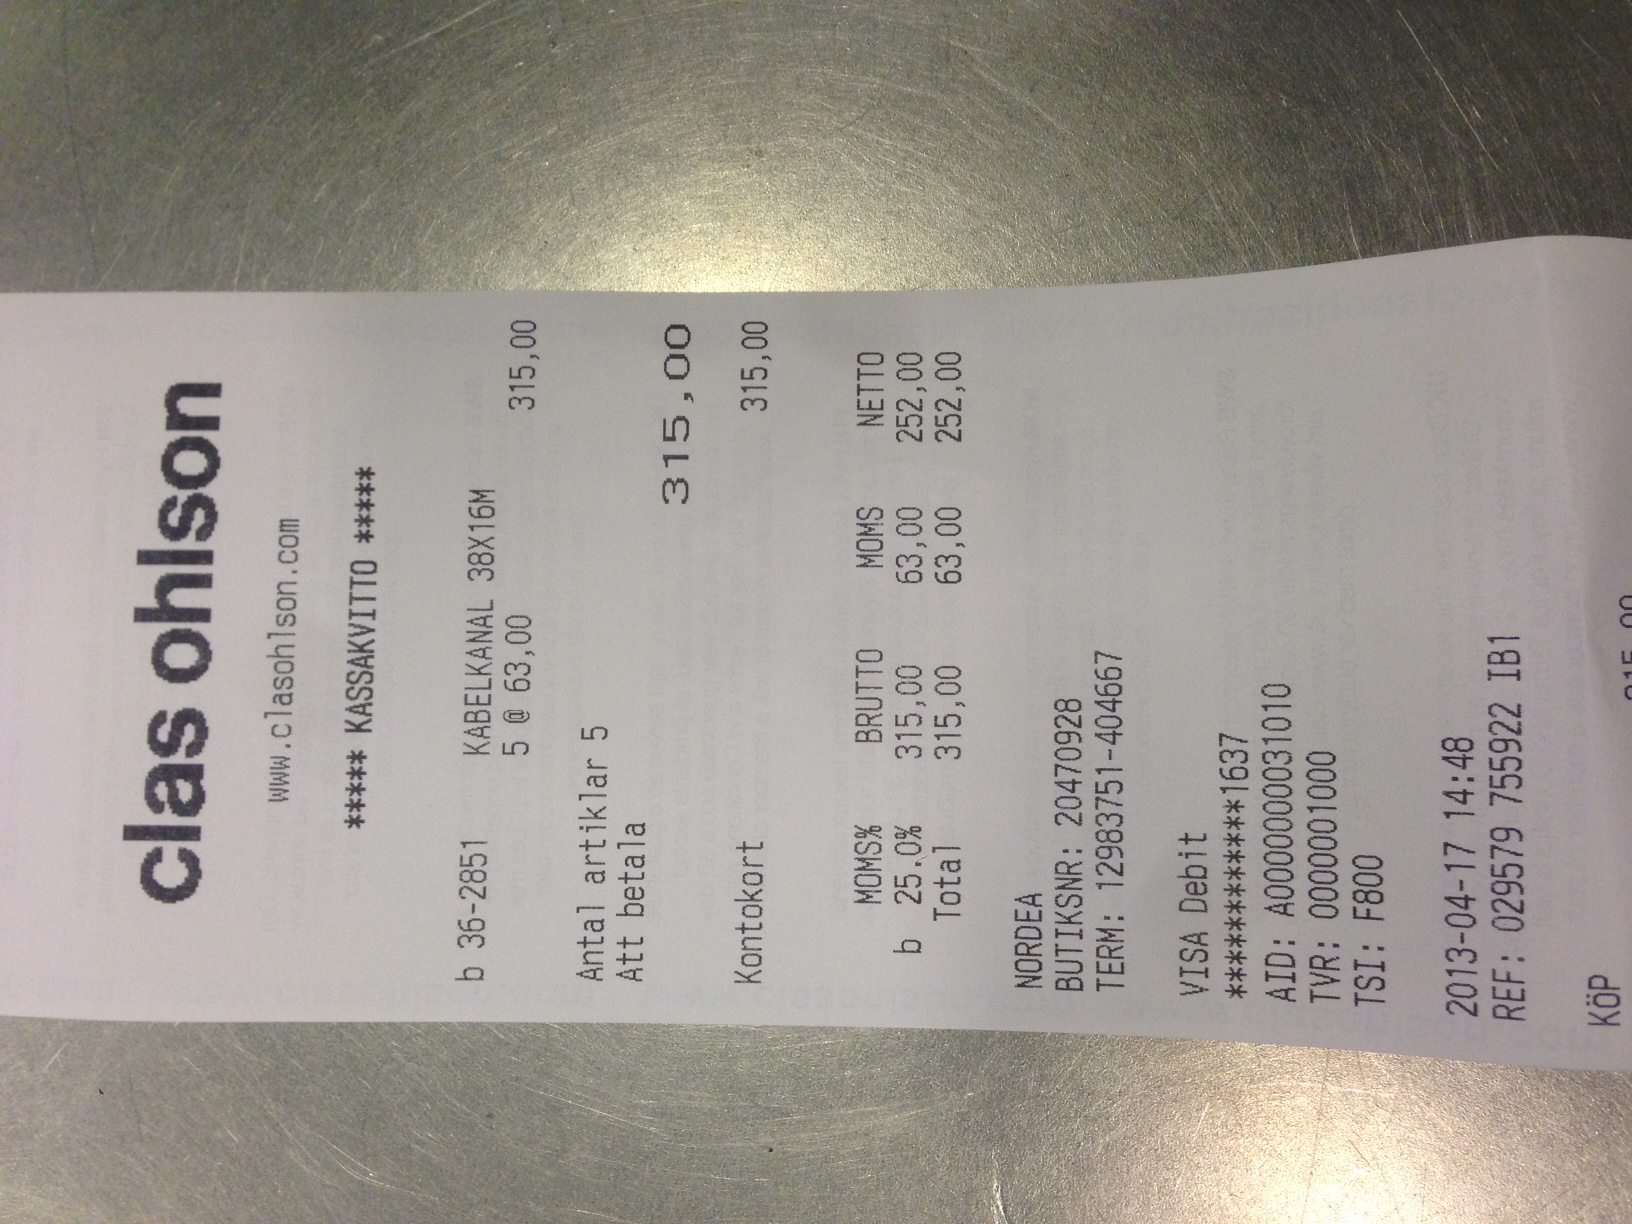 clas ohlson
www.clasohlson.com
***** KASSAKVITTO *****
b 36-2851 KABELKANAL 38X16M
5 @ 63,00 315,00
Antal artiklar 5
Att betala
315,00
Kontokort 315,00
MOMS% BRUTTO MOMS NETTO
b 25.0% 315,00 63,00 252,00
Total 315,00 63,00 252,00
NORDEA
BUTIKSNR: 20470928
TERM: 12983751-404667
VISA Debit
************1637
AID: A0000000031010
TVR: 0000001000
TSI: F800
2013-04-17 14:48
REF: 029579 755922 IB1
KöP
315,00